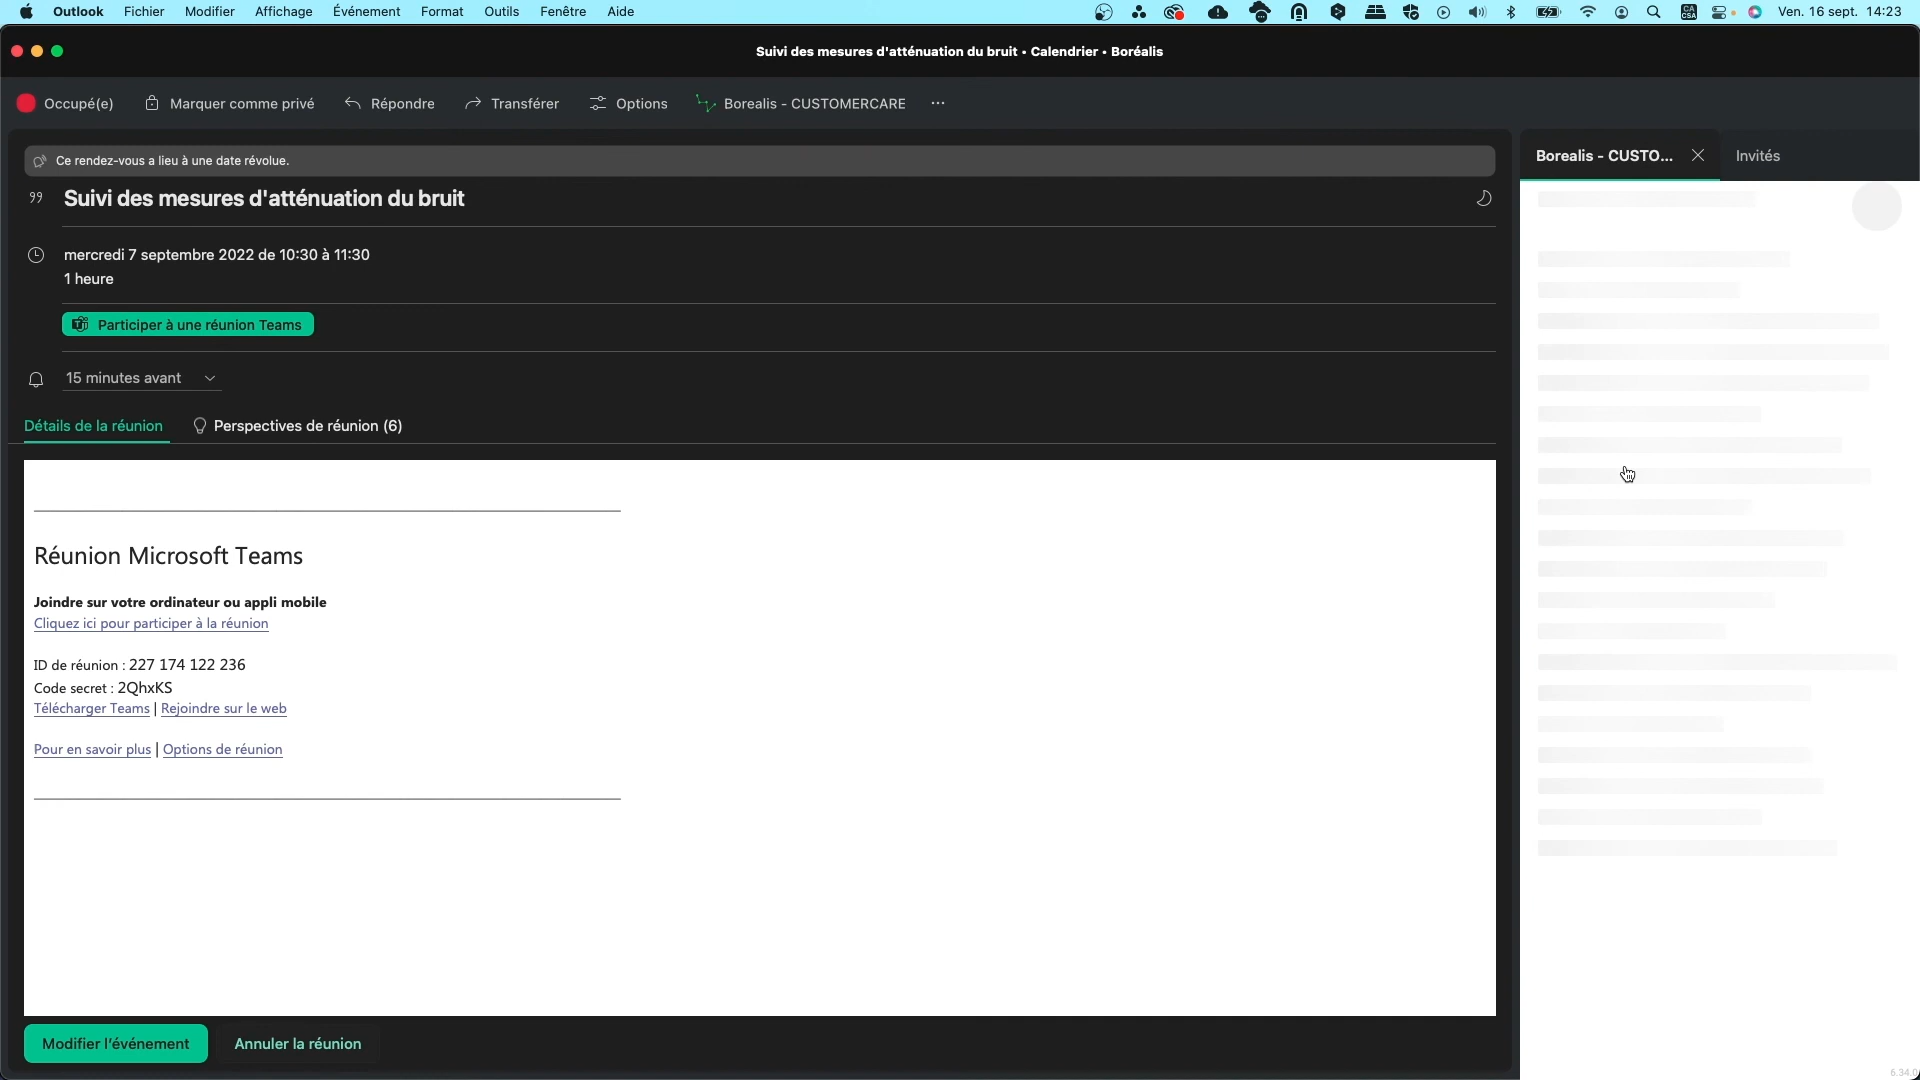 Outlook Fichier Modifier Affichage Événement Format Outils Fenêtre Aide CA CSA Ven. 16 sept. 14:23
Suivi des mesures d'atténuation du bruit • Calendrier • Boréalis
Occupé(e) Marquer comme privé Répondre Transférer Options Borealis - CUSTOMERCARE ...
Ce rendez-vous a lieu à une date révolue.
Borealis - CUSTO... Invités
Suivi des mesures d'atténuation du bruit
mercredi 7 septembre 2022 de 10:30 à 11:30
1 heure
Participer à une réunion Teams
15 minutes avant
Détails de la réunion Perspectives de réunion (6)
Réunion Microsoft Teams
Joindre sur votre ordinateur ou appli mobile
Cliquez ici pour participer à la réunion
ID de réunion : 227 174 122 236
Code secret : 2QhxKS
Télécharger Teams | Rejoindre sur le web
Pour en savoir plus | Options de réunion
Modifier l'événement Annuler la réunion
6.34.0